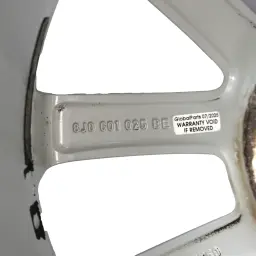 8J0 601 025 BE
GlobalParts 07/2020
WARRANTY VOID
IF REMOVED